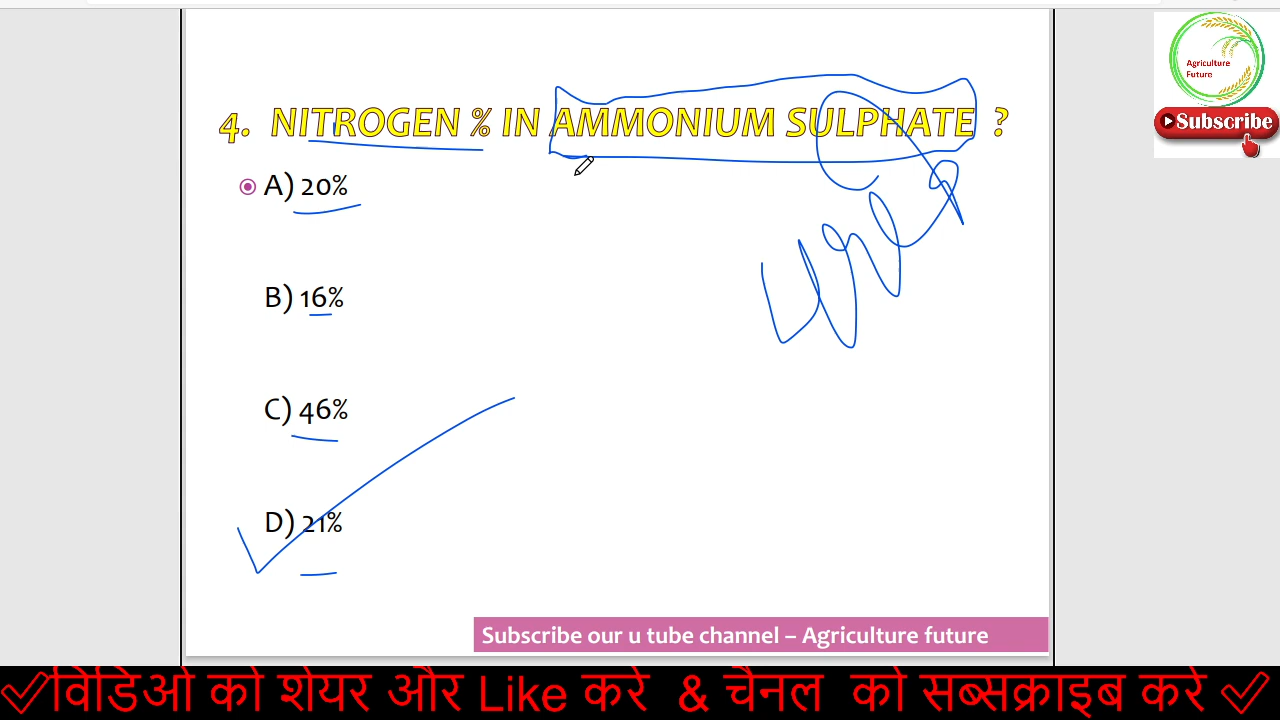 4. NITROGEN % IN AMMONIUM SULPHATE ?
A) 20%
B) 16%
C) 46%
D) 21%
Agriculture
Future
Subscribe
Subscribe our u tube channel – Agriculture future
विडिओ को शेयर और Like करे & चैनल को सब्सक्राइब करे